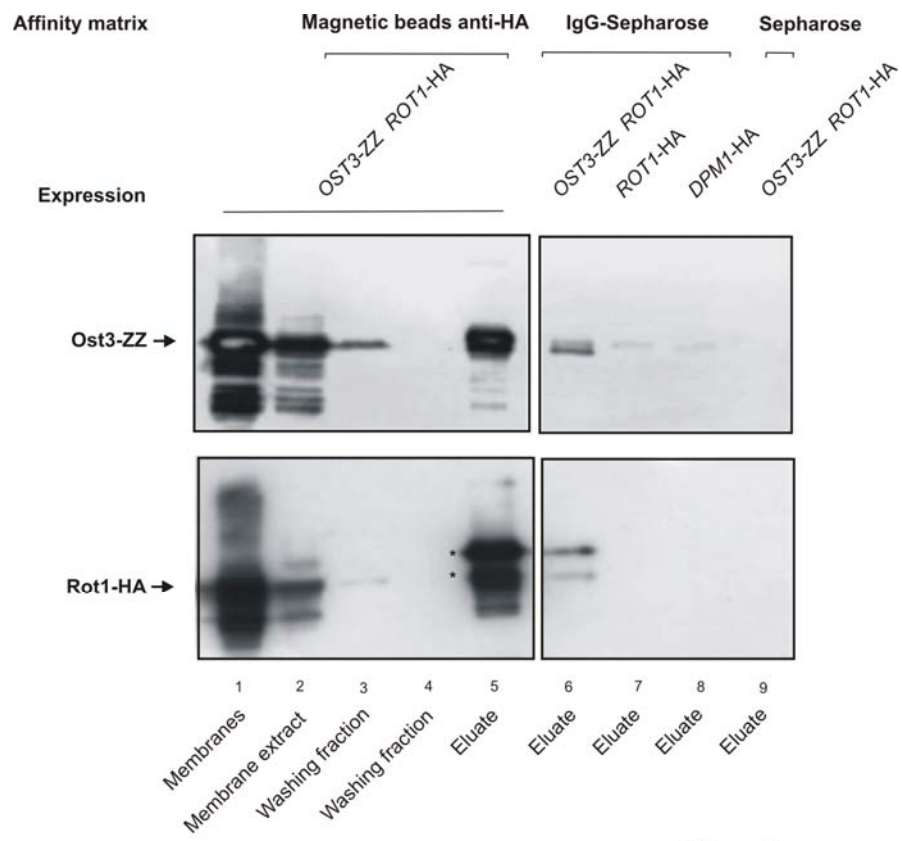 Affinity matrix
Magnetic beads anti-HA
IgG-Sepharose
Sepharose
OST3-ZZ ROT1-HA
OST3-ZZ ROT1-HA
ROT1-HA
DPM1-HA
OST3-ZZ ROT1-HA
Expression
Ost3-ZZ →
Rot1-HA →
*
*
1 2 3 4 5 6 7 8 9
Membranes
Membrane extract
Washing fraction
Washing fraction
Eluate
Eluate
Eluate
Eluate
Eluate